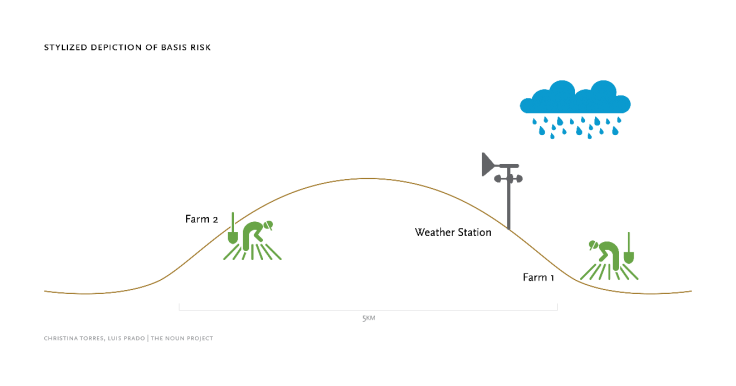 STYLIZED DEPICTION OF BASIS RISK
Farm 2
Weather Station
Farm 1
5KM
CHRISTINA TORRES, LUIS PRADO | THE NOUN PROJECT